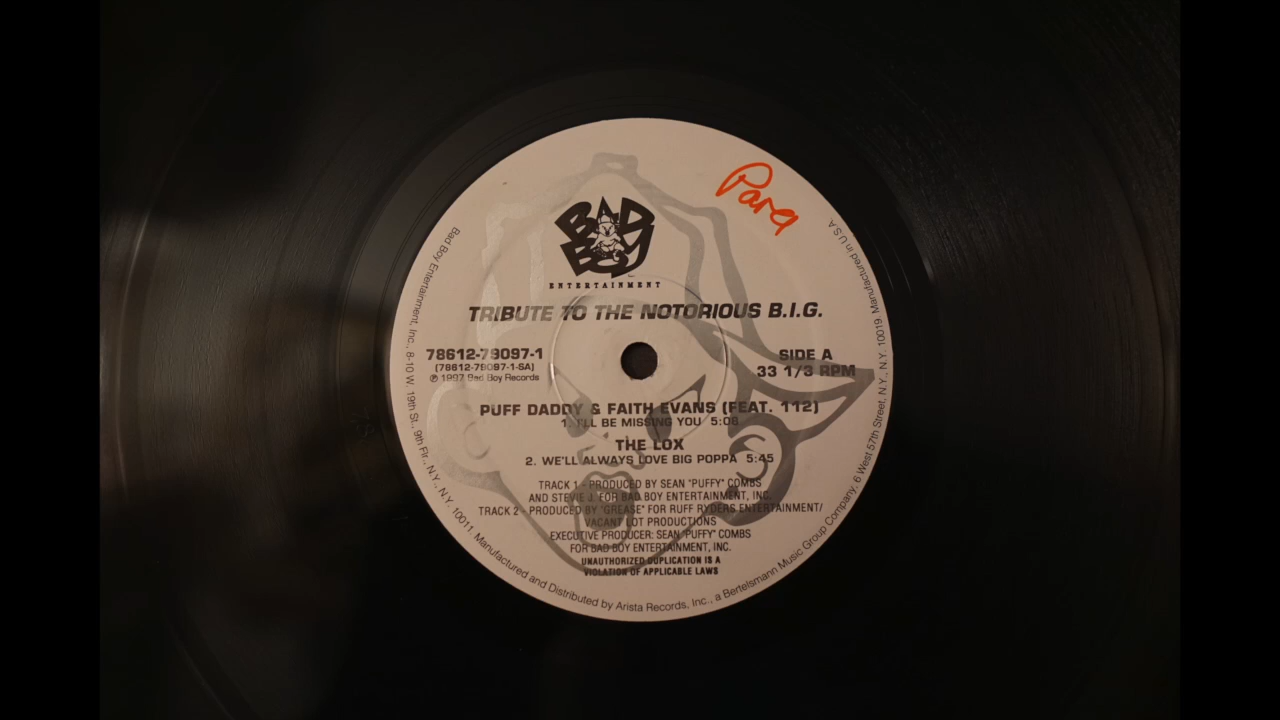 Para
BAD BOY
ENTERTAINMENT
TRIBUTE TO THE NOTORIOUS B.I.G.
78612-79097-1
(78612-79097-1-SA)
℗ 1997 Bad Boy Records
SIDE A
33 1/3 RPM
PUFF DADDY & FAITH EVANS (FEAT. 112)
1. I'LL BE MISSING YOU 5:08
THE LOX
2. WE'LL ALWAYS LOVE BIG POPPA 5:45
TRACK 1 - PRODUCED BY SEAN "PUFFY" COMBS
AND STEVIE J. FOR BAD BOY ENTERTAINMENT, INC.
TRACK 2 - PRODUCED BY "GREASE" FOR RUFF RYDERS ENTERTAINMENT/
VACANT LOT PRODUCTIONS
EXECUTIVE PRODUCER: SEAN "PUFFY" COMBS
FOR BAD BOY ENTERTAINMENT, INC.
UNAUTHORIZED DUPLICATION IS A
VIOLATION OF APPLICABLE LAWS
Bad Boy Entertainment, Inc., 8-10 W. 19th St., 9th Flr., N.Y., N.Y. 10011. Manufactured and Distributed by Arista Records, Inc., a Bertelsmann Music Group Company, 6 West 57th Street, N.Y., N.Y. 10019 Manufactured in U.S.A.